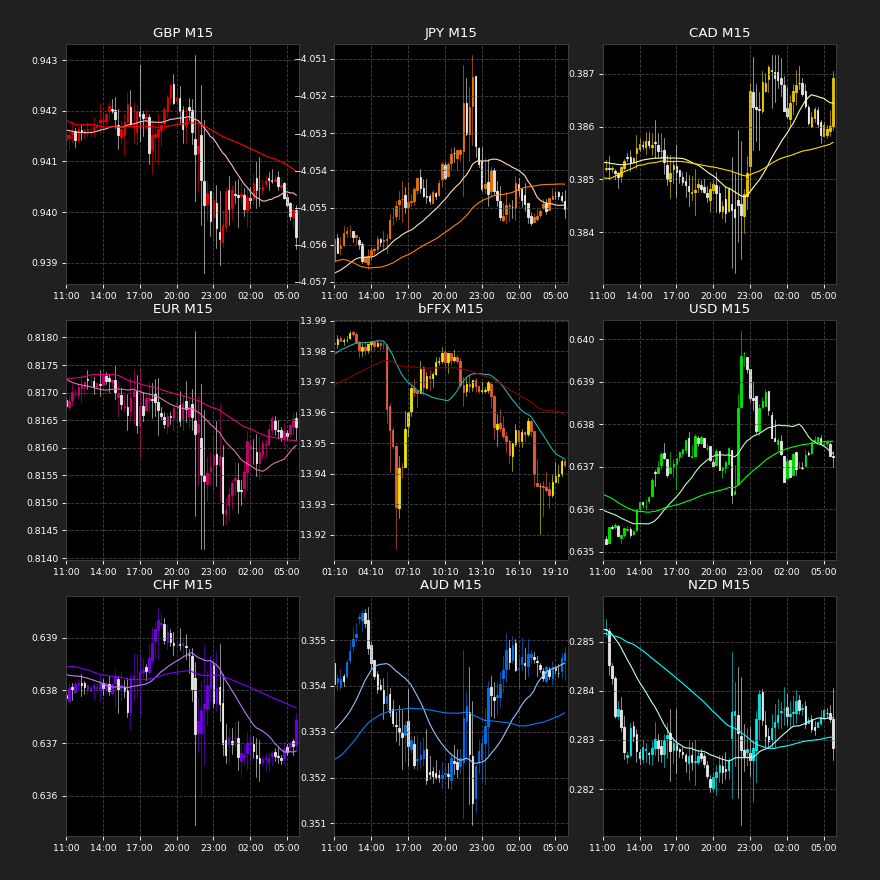 GBP M15
0.943
0.942
0.941
0.940
0.939
11:00 14:00 17:00 20:00 23:00 02:00 05:00
JPY M15
−4.051
−4.052
−4.053
−4.054
−4.055
−4.056
−4.057
11:00 14:00 17:00 20:00 23:00 02:00 05:00
CAD M15
0.387
0.386
0.385
0.384
11:00 14:00 17:00 20:00 23:00 02:00 05:00
EUR M15
0.8180
0.8175
0.8170
0.8165
0.8160
0.8155
0.8150
0.8145
0.8140
11:00 14:00 17:00 20:00 23:00 02:00 05:00
bFFX M15
13.99
13.98
13.97
13.96
13.95
13.94
13.93
13.92
01:10 04:10 07:10 10:10 13:10 16:10 19:10
USD M15
0.640
0.639
0.638
0.637
0.636
0.635
11:00 14:00 17:00 20:00 23:00 02:00 05:00
CHF M15
0.639
0.638
0.637
0.636
11:00 14:00 17:00 20:00 23:00 02:00 05:00
AUD M15
0.355
0.354
0.353
0.352
0.351
11:00 14:00 17:00 20:00 23:00 02:00 05:00
NZD M15
0.285
0.284
0.283
0.282
11:00 14:00 17:00 20:00 23:00 02:00 05:00